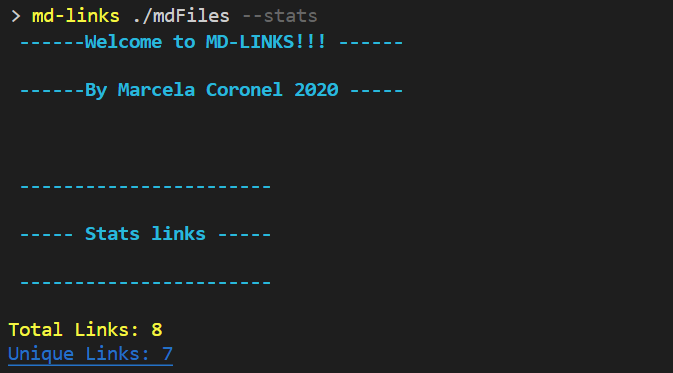 > md-links ./mdFiles --stats
------Welcome to MD-LINKS!!! ------
------By Marcela Coronel 2020 -----
-----------------------
----- Stats links -----
-----------------------
Total Links: 8
Unique Links: 7